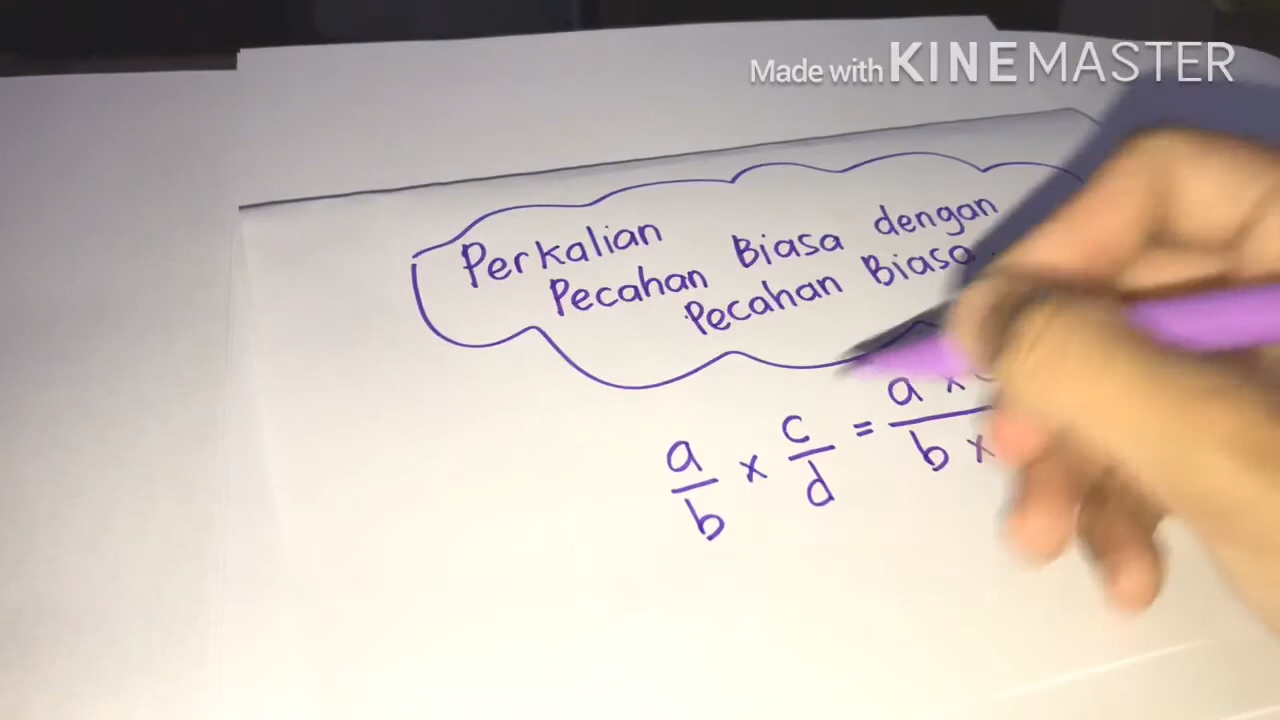 Made with KINEMASTER
Perkalian
Pecahan Biasa dengan
Pecahan Biasa.
a/b x c/d = a x / b x